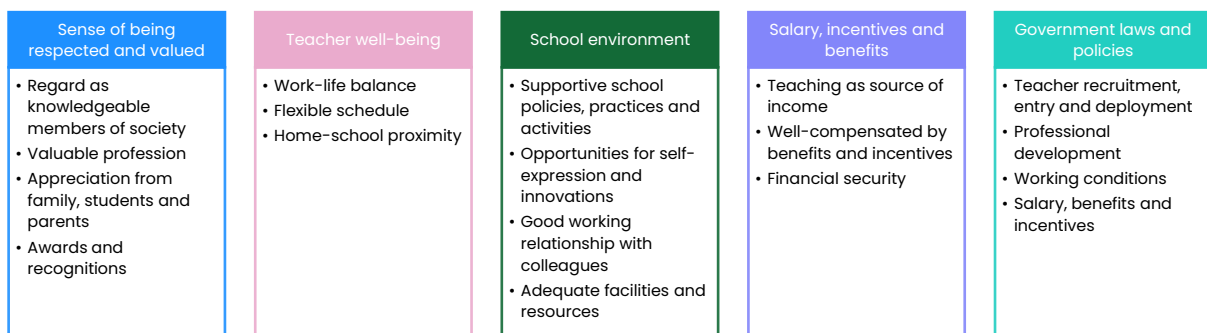 Sense of being
respected and valued
• Regard as
knowledgeable
members of society
• Valuable profession
• Appreciation from
family, students and
parents
• Awards and
recognitions
Teacher well-being
• Work-life balance
• Flexible schedule
• Home-school proximity
School environment
• Supportive school
policies, practices and
activities
• Opportunities for self-
expression and
innovations
• Good working
relationship with
colleagues
• Adequate facilities and
resources
Salary, incentives and
benefits
• Teaching as source of
income
• Well-compensated by
benefits and incentives
• Financial security
Government laws and
policies
• Teacher recruitment,
entry and deployment
• Professional
development
• Working conditions
• Salary, benefits and
incentives